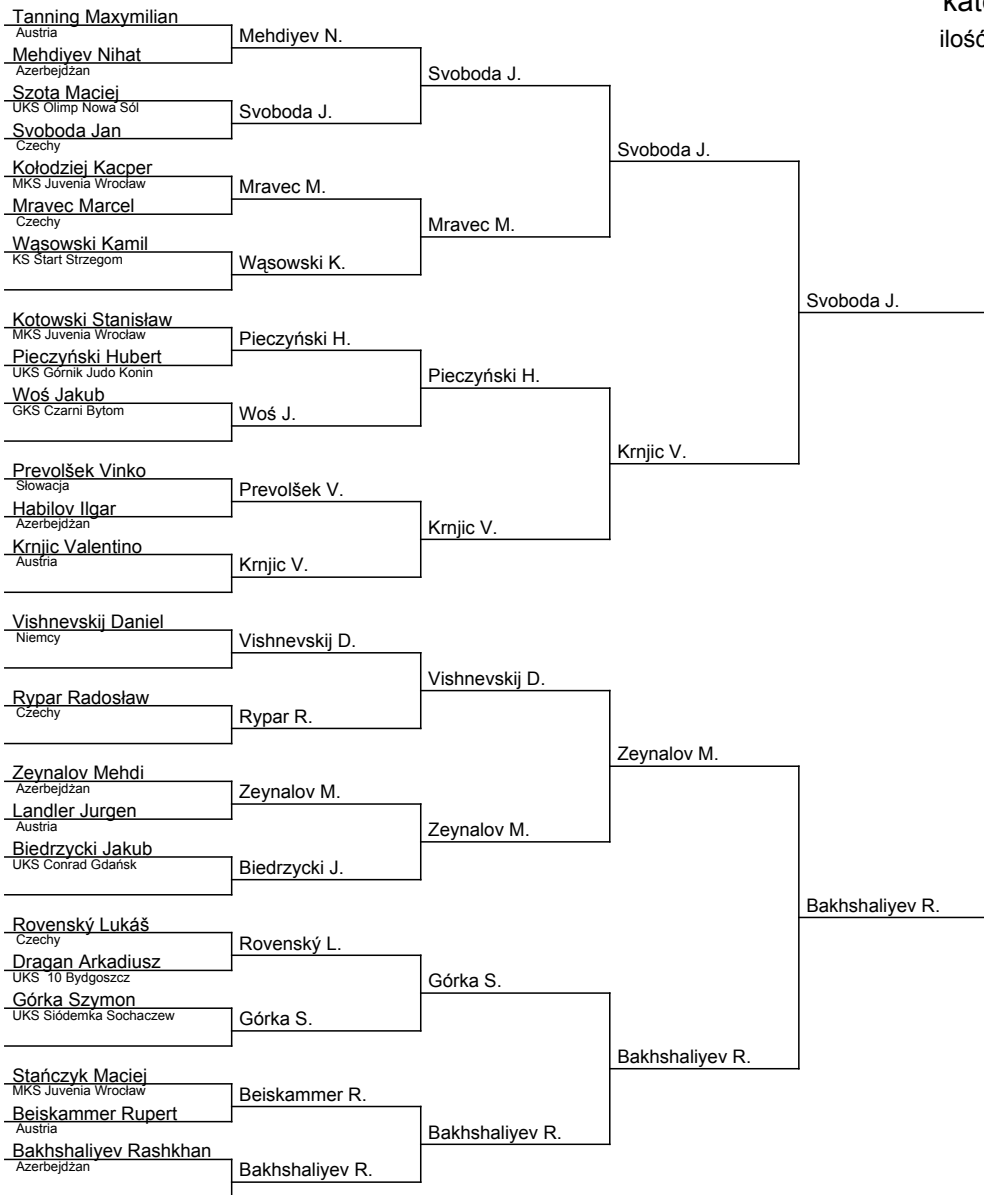 kat
ilość
Tanning Maxymilian
Austria
Mehdiyev N.
Mehdiyev Nihat
Azerbejdżan
Svoboda J.
Szota Maciej
UKS Olimp Nowa Sól
Svoboda J.
Svoboda Jan
Czechy
Svoboda J.
Kołodziej Kacper
MKS Juvenia Wrocław
Mravec M.
Mravec Marcel
Czechy
Mravec M.
Wąsowski Kamil
KS Start Strzegom
Wąsowski K.
Svoboda J.
Kotowski Stanisław
MKS Juvenia Wrocław
Pieczyński H.
Pieczyński Hubert
UKS Górnik Judo Konin
Pieczyński H.
Woś Jakub
GKS Czarni Bytom
Woś J.
Krnjic V.
Prevolšek Vinko
Słowacja
Prevolšek V.
Habilov Ilgar
Azerbejdżan
Krnjic V.
Krnjic Valentino
Austria
Krnjic V.
Vishnevskij Daniel
Niemcy
Vishnevskij D.
Vishnevskij D.
Rypar Radosław
Czechy
Rypar R.
Zeynalov M.
Zeynalov Mehdi
Azerbejdżan
Zeynalov M.
Landler Jurgen
Austria
Zeynalov M.
Biedrzycki Jakub
UKS Conrad Gdańsk
Biedrzycki J.
Bakhshaliyev R.
Rovenský Lukáš
Czechy
Rovenský L.
Dragan Arkadiusz
UKS 10 Bydgoszcz
Górka S.
Górka Szymon
UKS Siódemka Sochaczew
Górka S.
Bakhshaliyev R.
Stańczyk Maciej
MKS Juvenia Wrocław
Beiskammer R.
Beiskammer Rupert
Austria
Bakhshaliyev R.
Bakhshaliyev Rashkhan
Azerbejdżan
Bakhshaliyev R.